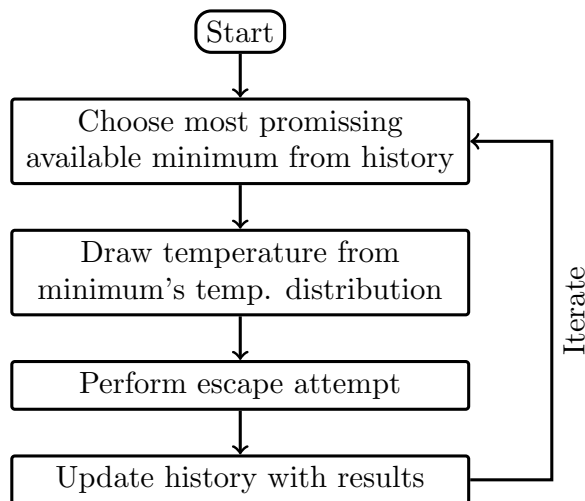 Start
Choose most promissing
available minimum from history
Draw temperature from
minimum's temp. distribution
Perform escape attempt
Update history with results
Iterate